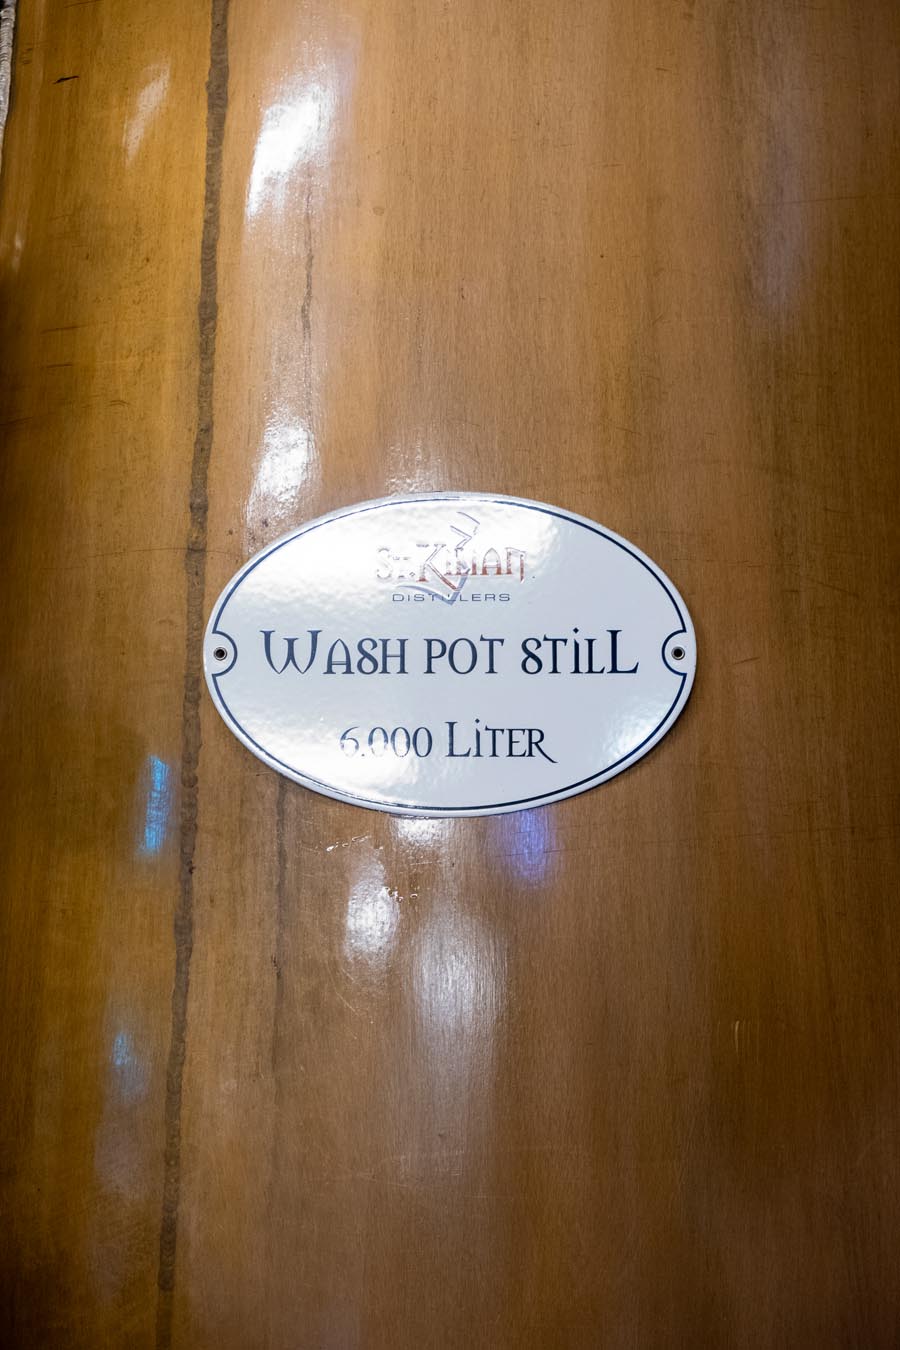 St. Kilian
DISTILLERS
Wash pot still
6.000 Liter